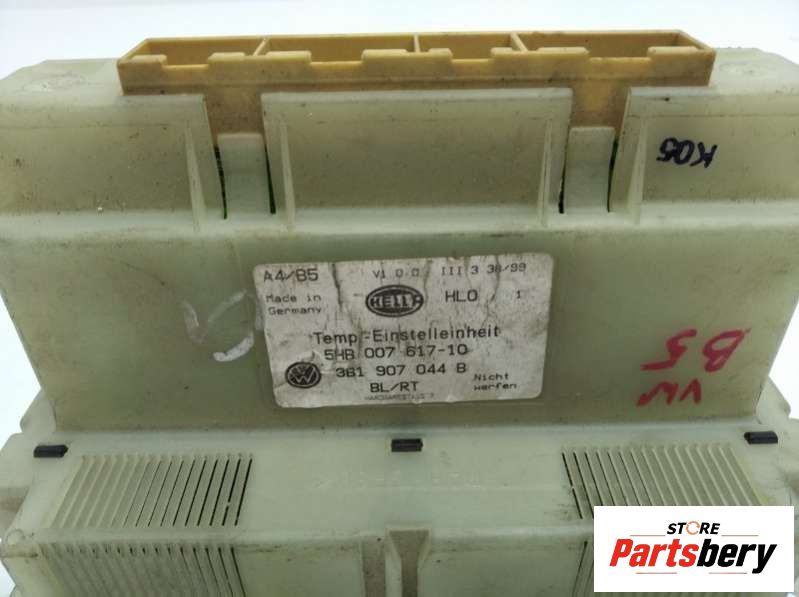 K05
A4/B5
V1 0.0 III 3 38/99
Made in
Germany
HELLA
HLO 1
Temp.-Einstelleinheit
5HB 007 617-10
3B1 907 044 B
BL/RT
Nicht
werfen
VW
B5
STORE
Partsbery